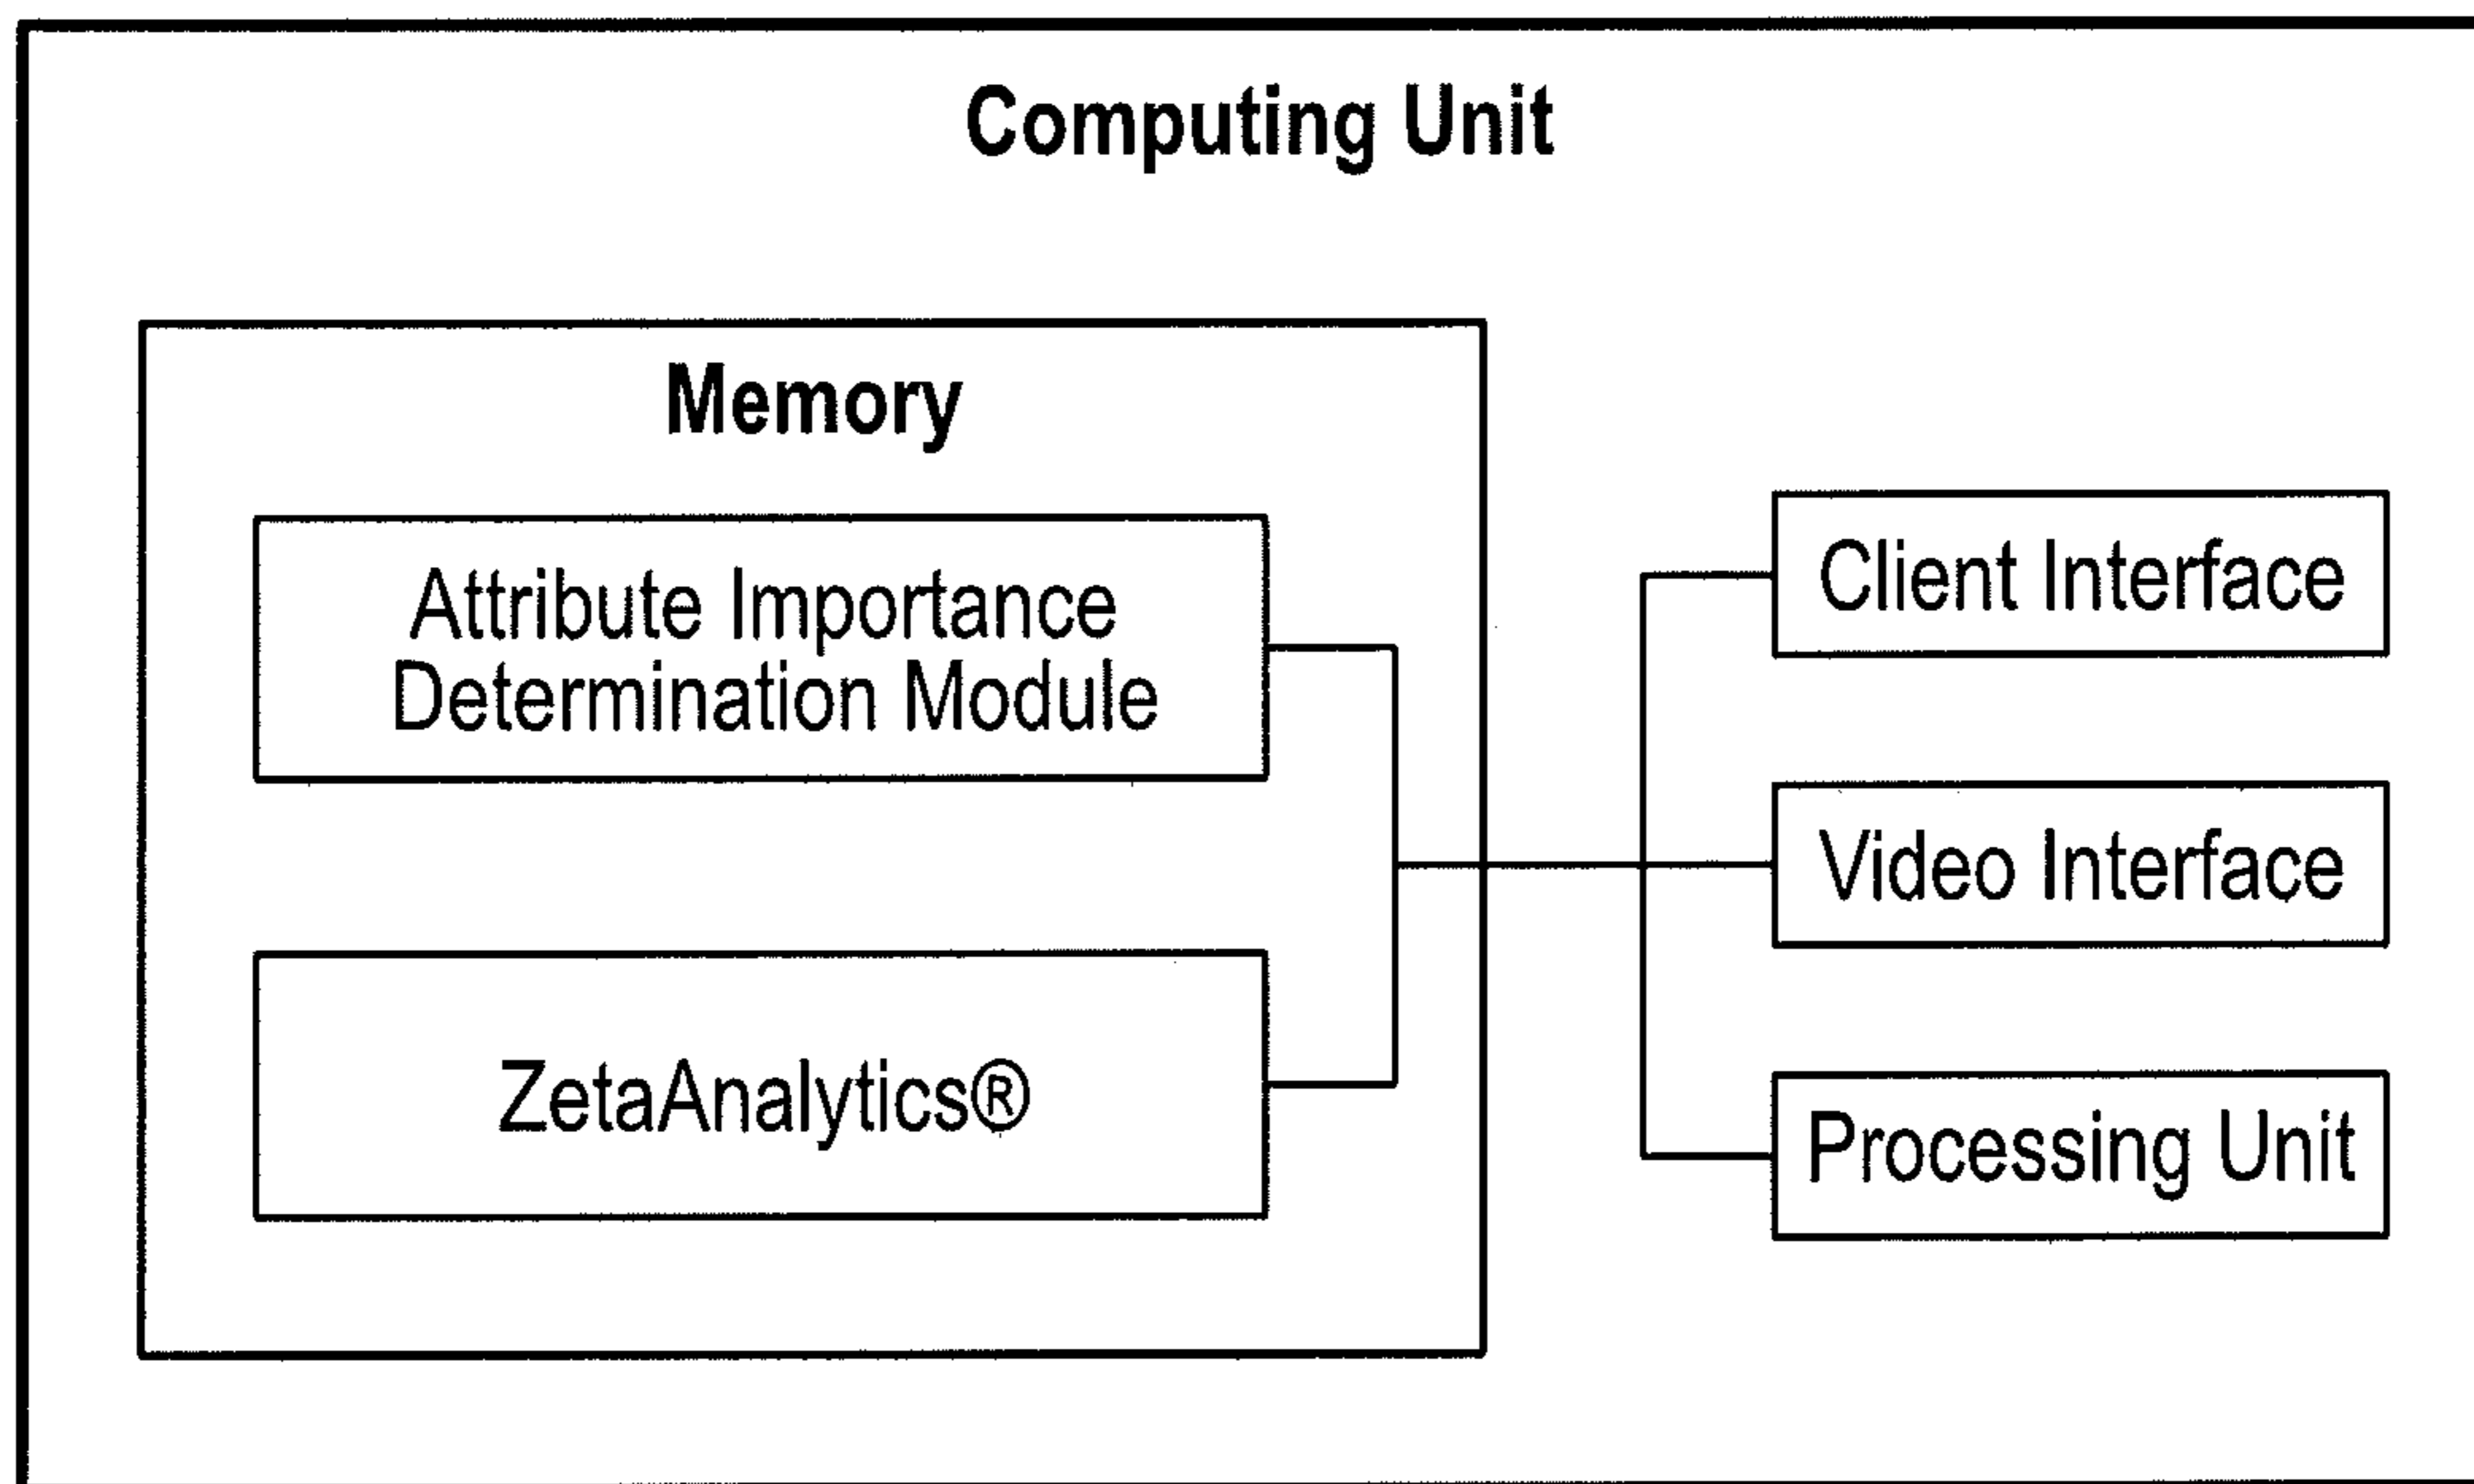 Computing Unit
Memory
Attribute Importance
Determination Module
ZetaAnalytics®
Client Interface
Video Interface
Processing Unit